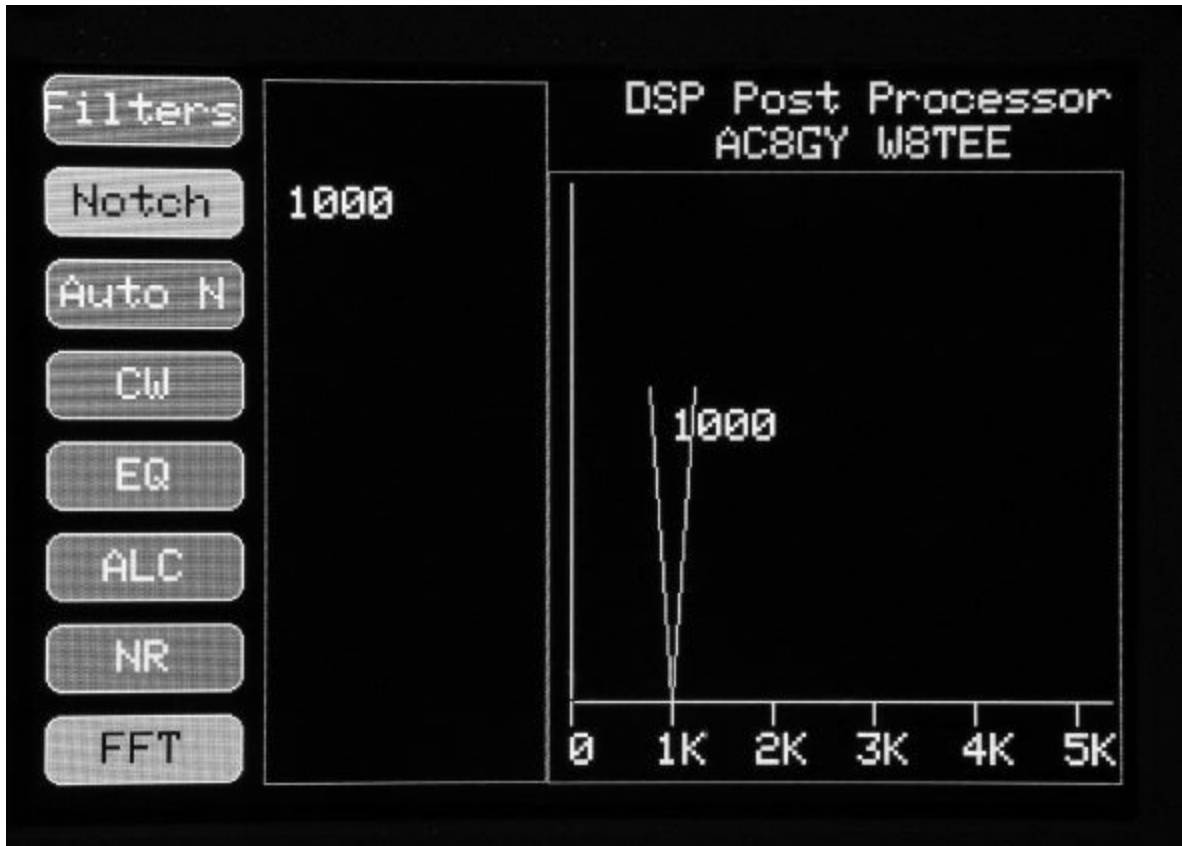 Filters
Notch
Auto N
CW
EQ
ALC
NR
FFT
1000
DSP Post Processor
AC8GY W8TEE
1000
0 1K 2K 3K 4K 5K